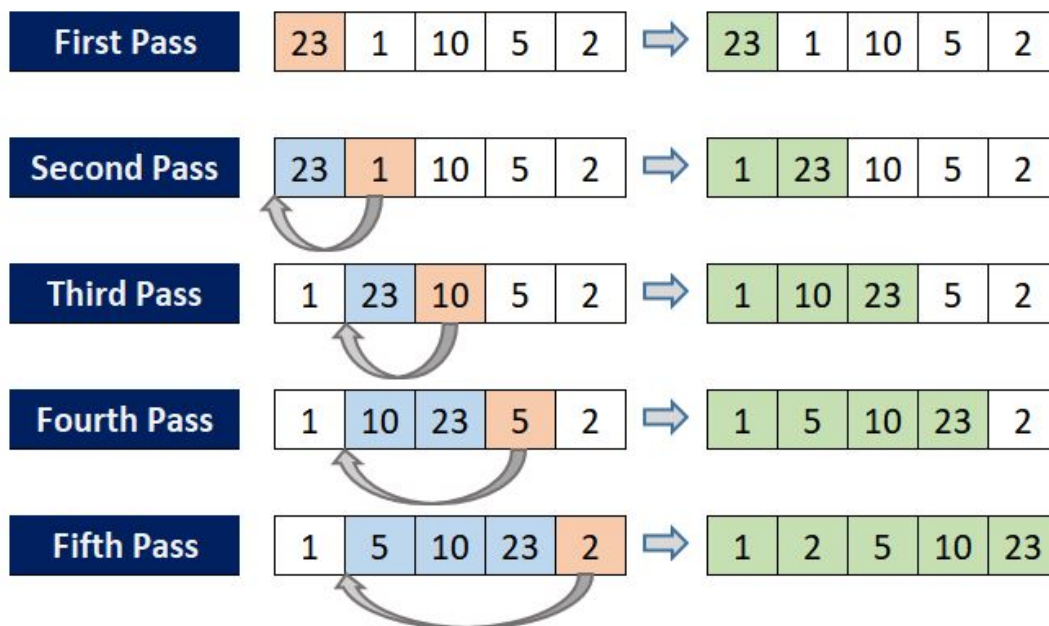 First Pass 23 1 10 5 2 23 1 10 5 2
Second Pass 23 1 10 5 2 1 23 10 5 2
Third Pass 1 23 10 5 2 1 10 23 5 2
Fourth Pass 1 10 23 5 2 1 5 10 23 2
Fifth Pass 1 5 10 23 2 1 2 5 10 23